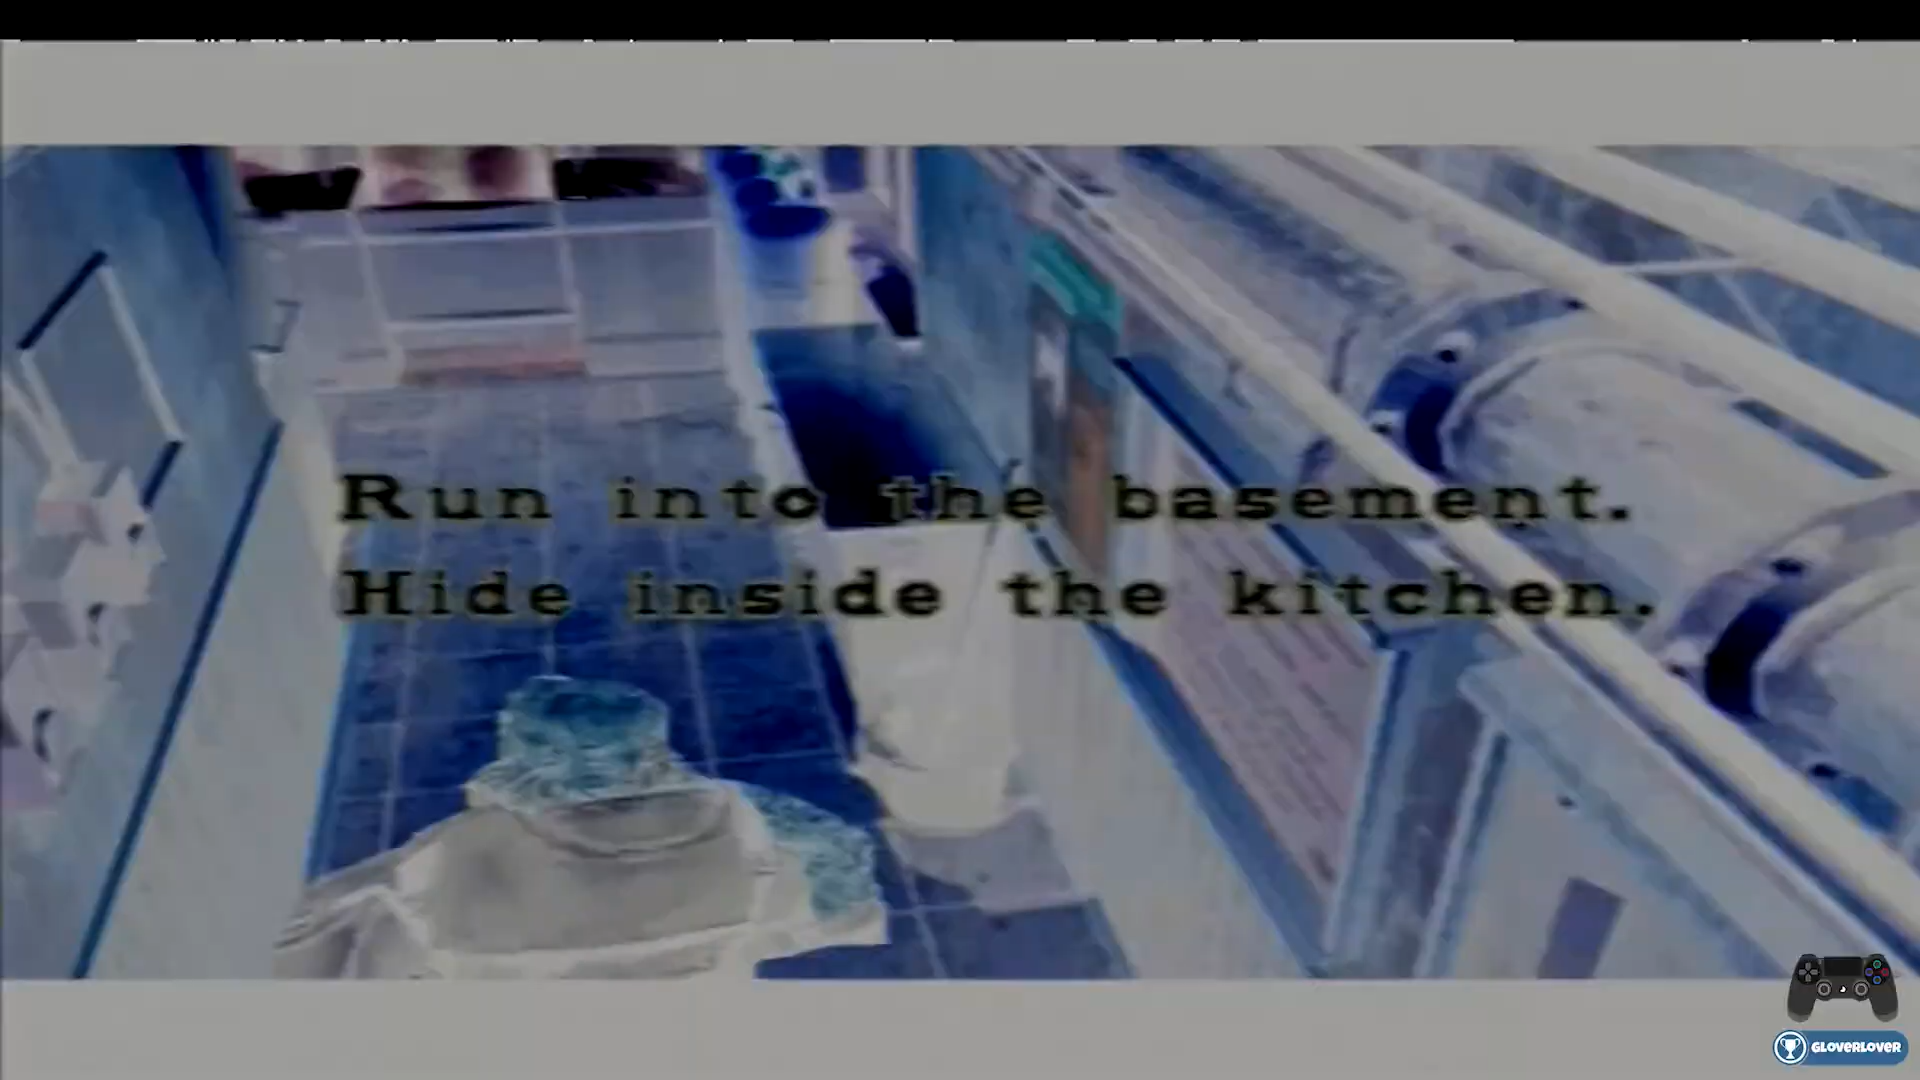 Run into the basement.
Hide inside the kitchen.
GLOVERLOVER